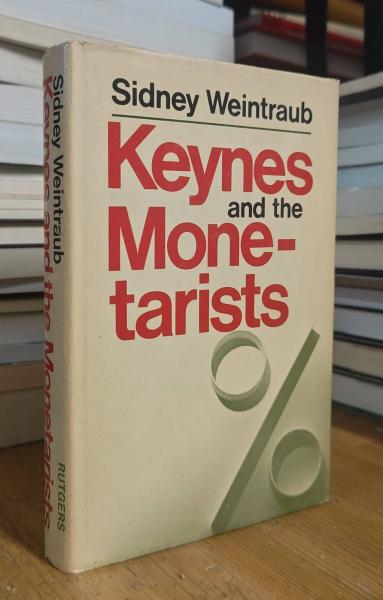 Sidney Weintraub
Keynes
and the
Mone-
tarists
%
Sidney Weintraub
Keynes and the Monetarists
RUTGERS